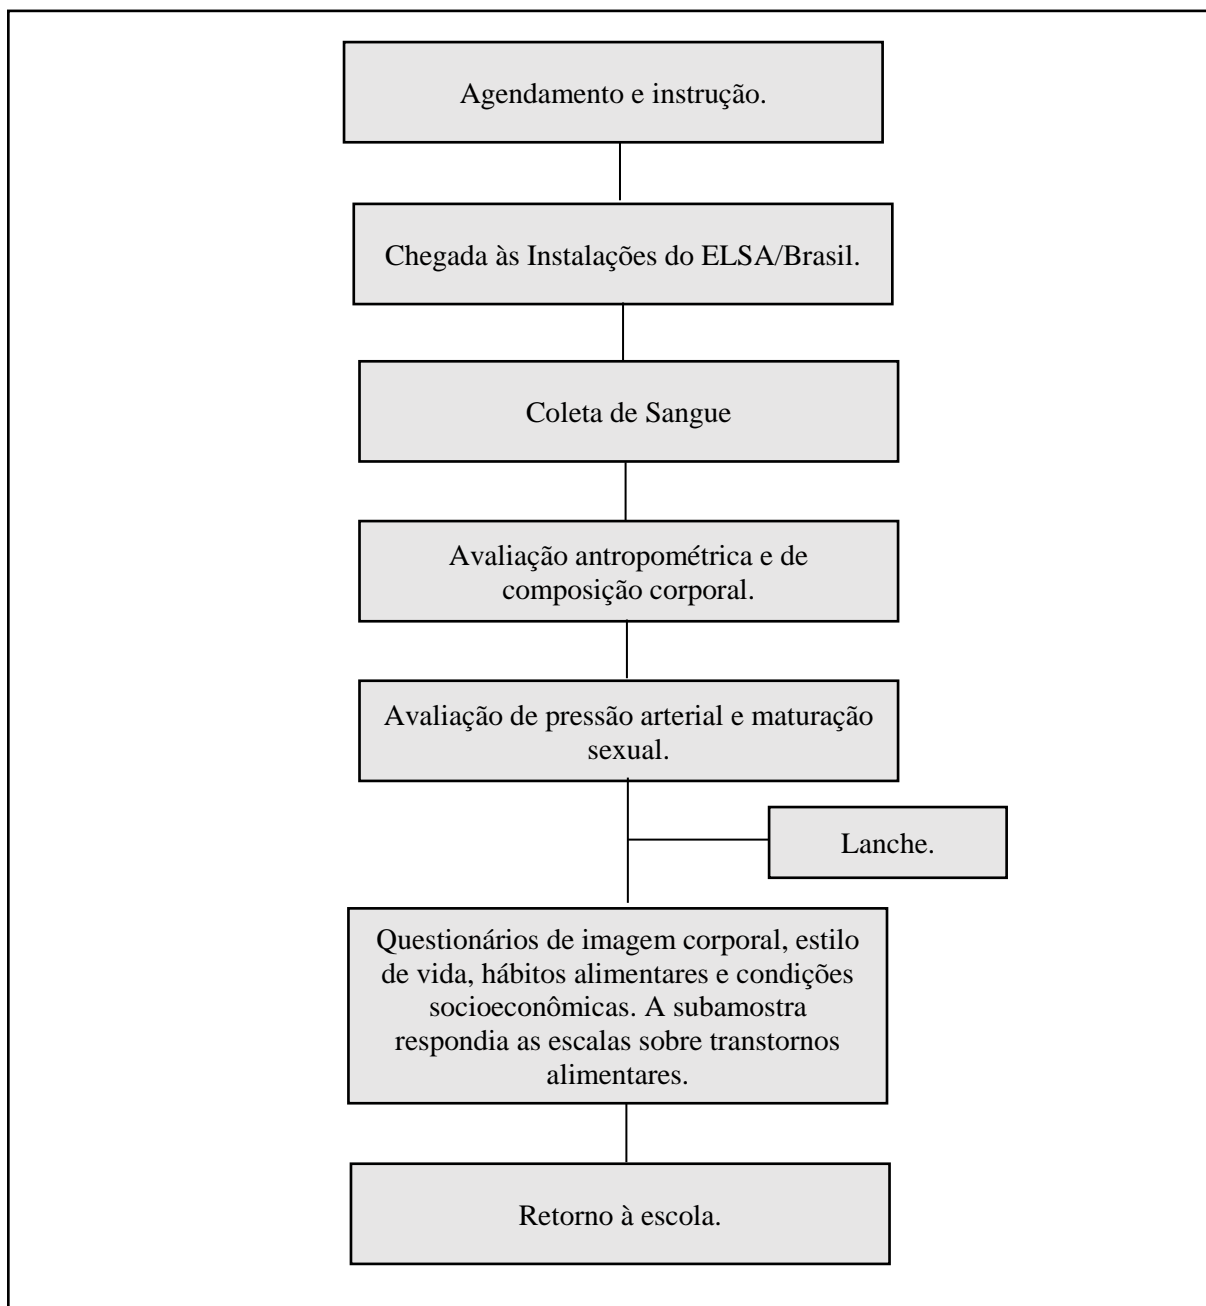 Agendamento e instrução.
Chegada às Instalações do ELSA/Brasil.
Coleta de Sangue
Avaliação antropométrica e de
composição corporal.
Avaliação de pressão arterial e maturação
sexual.
Lanche.
Questionários de imagem corporal, estilo
de vida, hábitos alimentares e condições
socioeconômicas. A subamostra
respondia as escalas sobre transtornos
alimentares.
Retorno à escola.